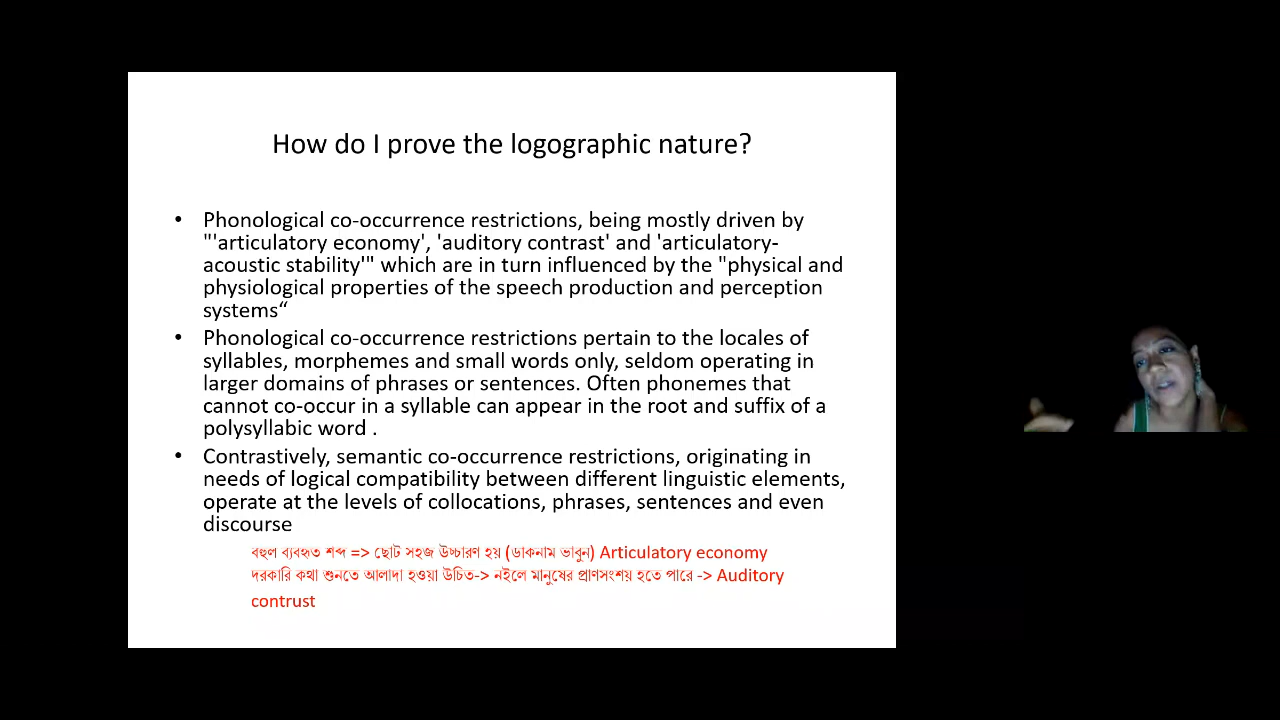 How do I prove the logographic nature?
• Phonological co-occurrence restrictions, being mostly driven by
"'articulatory economy', 'auditory contrast' and 'articulatory-
acoustic stability'" which are in turn influenced by the "physical and
physiological properties of the speech production and perception
systems“
• Phonological co-occurrence restrictions pertain to the locales of
syllables, morphemes and small words only, seldom operating in
larger domains of phrases or sentences. Often phonemes that
cannot co-occur in a syllable can appear in the root and suffix of a
polysyllabic word .
• Contrastively, semantic co-occurrence restrictions, originating in
needs of logical compatibility between different linguistic elements,
operate at the levels of collocations, phrases, sentences and even
discourse
বহুল ব্যবহৃত শব্দ => ছোট সহজ উচ্চারণ হয় (ডাকনাম ভাবুন) Articulatory economy
দরকারি কথা শুনতে আলাদা হওয়া উচিত-> নইলে মানুষের প্রাণসংশয় হতে পারে -> Auditory
contrust